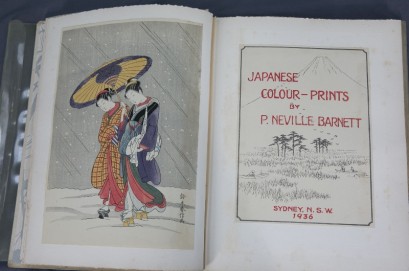 JAPANESE
COLOUR-PRINTS
BY
P. NEVILLE BARNETT
SYDNEY, N.S.W.
1936